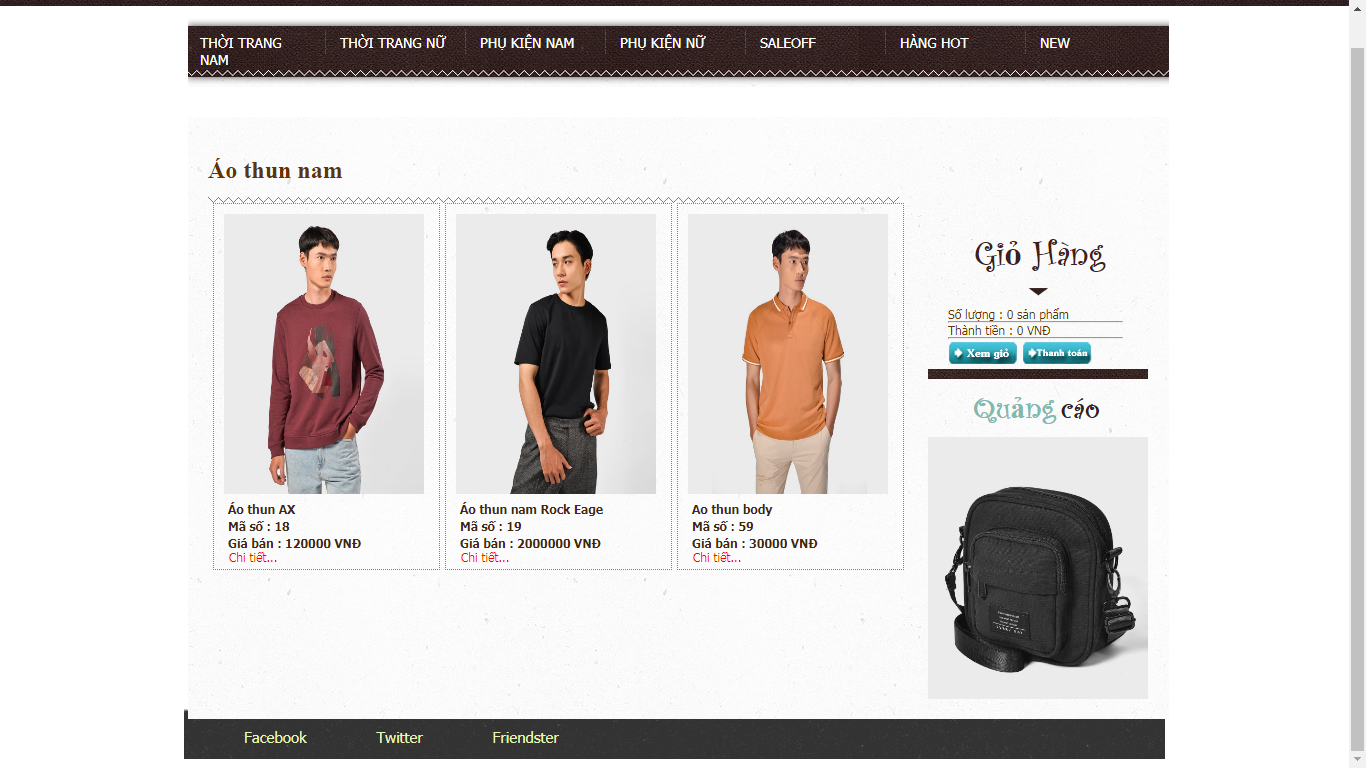 THỜI TRANG NAM
THỜI TRANG NỮ
PHỤ KIỆN NAM
PHỤ KIỆN NỮ
SALEOFF
HÀNG HOT
NEW
Áo thun nam
Áo thun AX
Mã số : 18
Giá bán : 120000 VNĐ
Chi tiết...
Áo thun nam Rock Eage
Mã số : 19
Giá bán : 2000000 VNĐ
Chi tiết...
Ao thun body
Mã số : 59
Giá bán : 30000 VNĐ
Chi tiết...
Giỏ Hàng
Số lượng : 0 sản phẩm
Thành tiền : 0 VNĐ
Xem giỏ
Thanh toán
Quảng cáo
Facebook
Twitter
Friendster